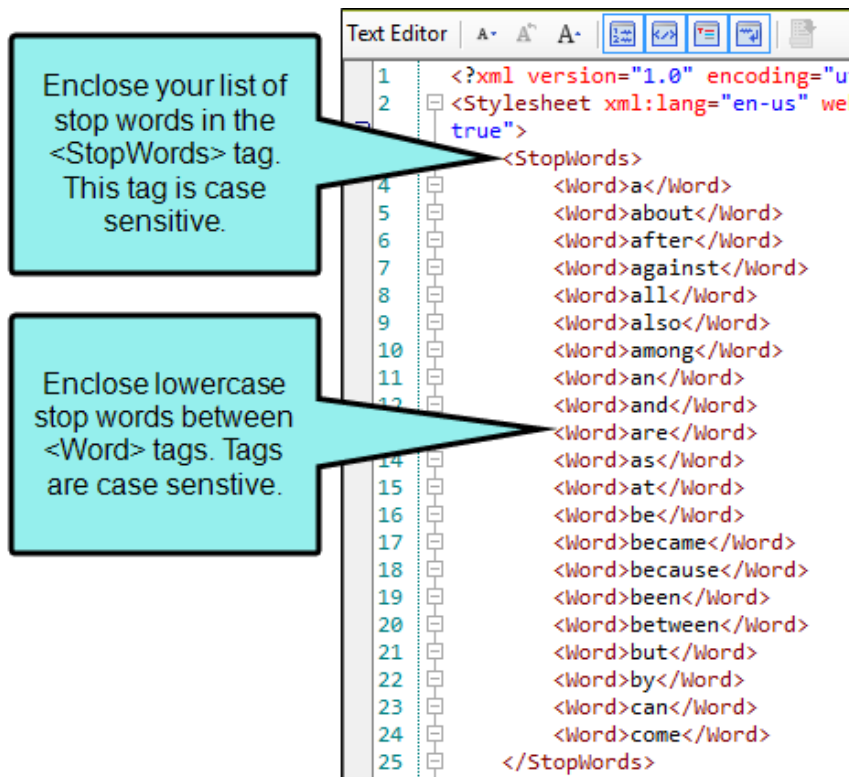 Text Editor
Enclose your list of
stop words in the
<StopWords> tag.
This tag is case
sensitive.
Enclose lowercase
stop words between
<Word> tags. Tags
are case senstive.
1 <?xml version="1.0" encoding="u
2 <Stylesheet xml:lang="en-us" we
true">
<StopWords>
4 <Word>a</Word>
5 <Word>about</Word>
6 <Word>after</Word>
7 <Word>against</Word>
8 <Word>all</Word>
9 <Word>also</Word>
10 <Word>among</Word>
11 <Word>an</Word>
12 <Word>and</Word>
<Word>are</Word>
14 <Word>as</Word>
15 <Word>at</Word>
16 <Word>be</Word>
17 <Word>became</Word>
18 <Word>because</Word>
19 <Word>been</Word>
20 <Word>between</Word>
21 <Word>but</Word>
22 <Word>by</Word>
23 <Word>can</Word>
24 <Word>come</Word>
25 </StopWords>